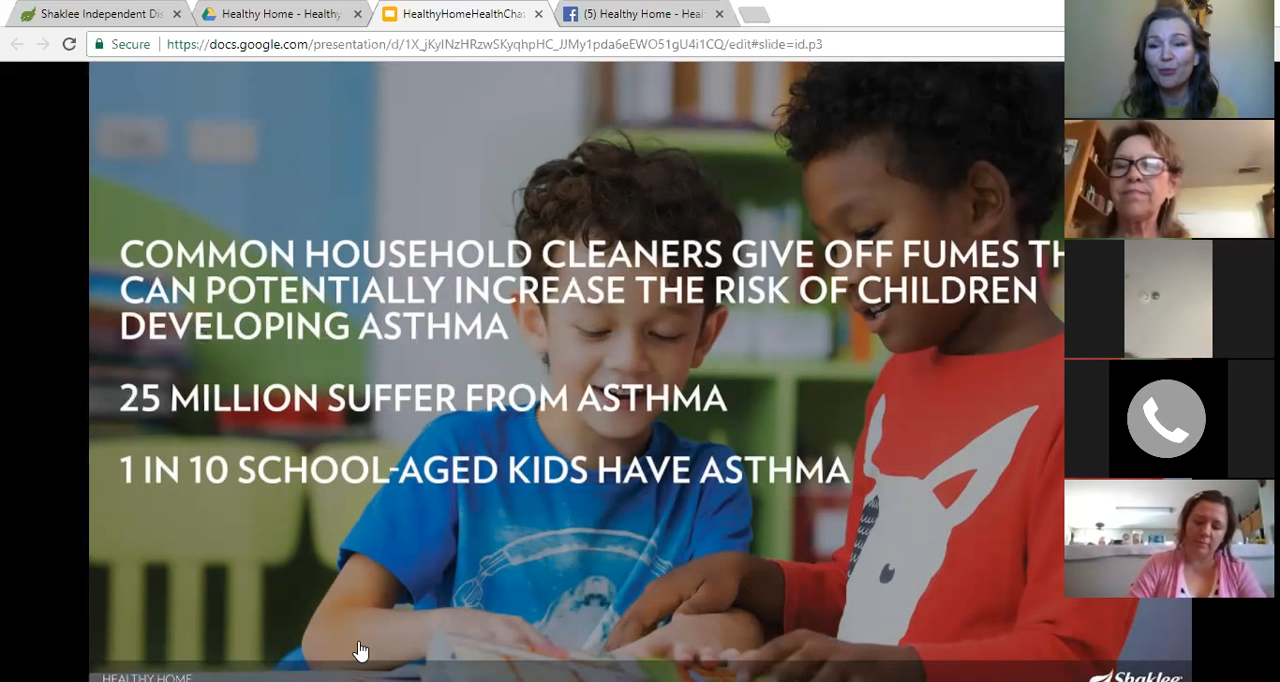 Shaklee Independent Dis
Healthy Home - Healthy
HealthyHomeHealthCha
(5) Healthy Home - Heal
Secure
https://docs.google.com/presentation/d/1X_jKyINzHRzwSKyqhpHC_JJMy1pda6eEWO51gU4i1CQ/edit#slide=id.p3
COMMON HOUSEHOLD CLEANERS GIVE OFF FUMES TH
CAN POTENTIALLY INCREASE THE RISK OF CHILDREN
DEVELOPING ASTHMA
25 MILLION SUFFER FROM ASTHMA
1 IN 10 SCHOOL-AGED KIDS HAVE ASTHMA
HEALTHY HOME
Shaklee